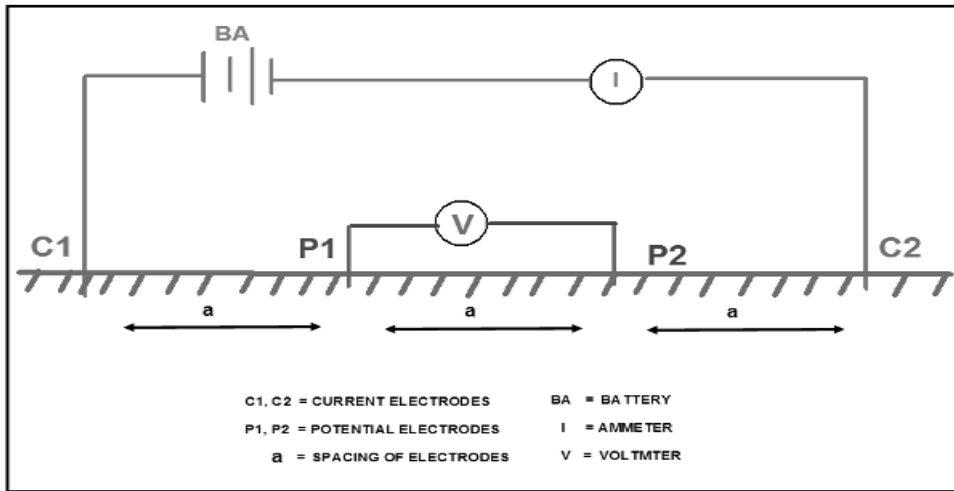 BA
I
V
C1
P1
P2
C2
a
a
a
C1, C2 = CURRENT ELECTRODES
BA = BATTERY
P1, P2 = POTENTIAL ELECTRODES
I = AMMETER
a = SPACING OF ELECTRODES
V = VOLTMTER